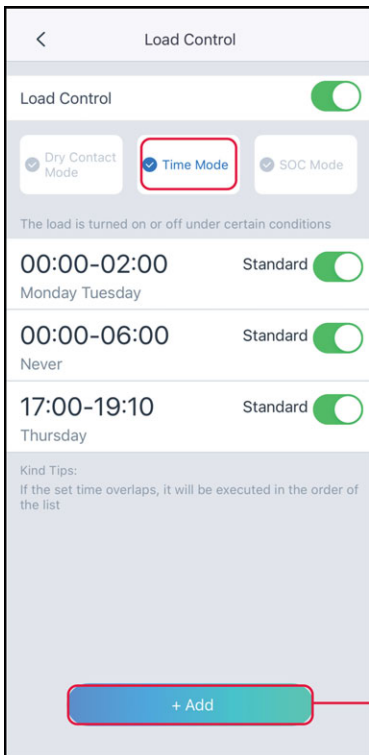 Load Control
Load Control
Dry Contact
Mode
Time Mode
SOC Mode
The load is turned on or off under certain conditions
00:00-02:00
Standard
Monday Tuesday
00:00-06:00
Standard
Never
17:00-19:10
Standard
Thursday
Kind Tips:
If the set time overlaps, it will be executed in the order of
the list
+ Add